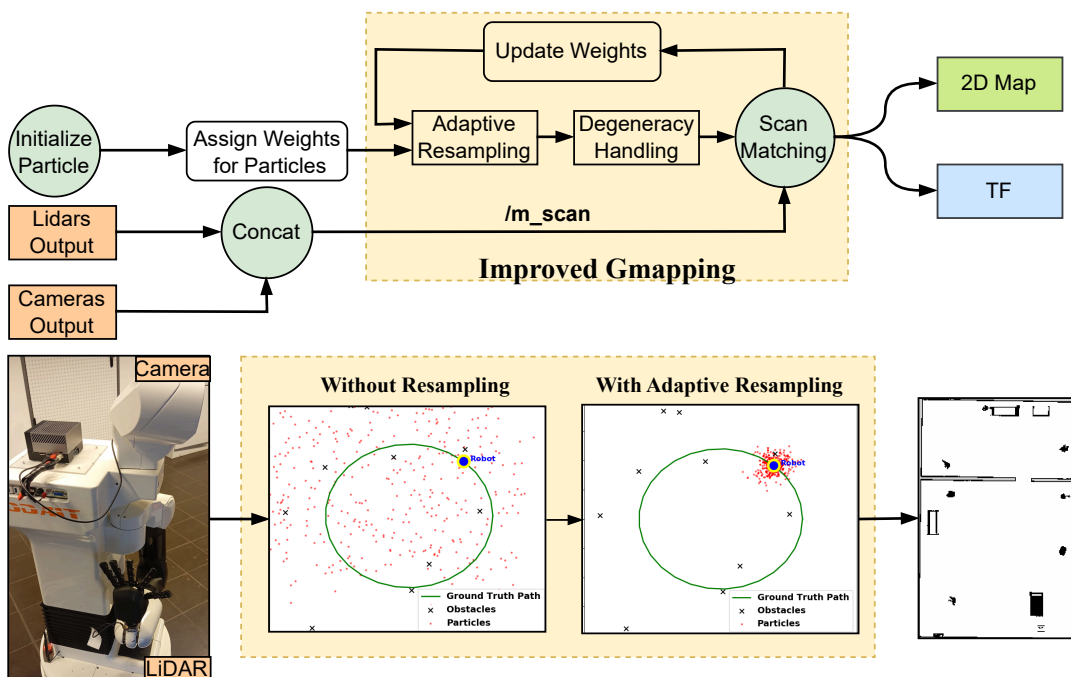 Update Weights
Initialize
Particle
Assign Weights
for Particles
Adaptive
Resampling
Degeneracy
Handling
Scan
Matching
2D Map
TF
Lidars
Output
Concat
/m_scan
Improved Gmapping
Cameras
Output
Camera
LiDAR
Without Resampling
Robot
Ground Truth Path
Obstacles
Particles
With Adaptive Resampling
Robot
Ground Truth Path
Obstacles
Particles